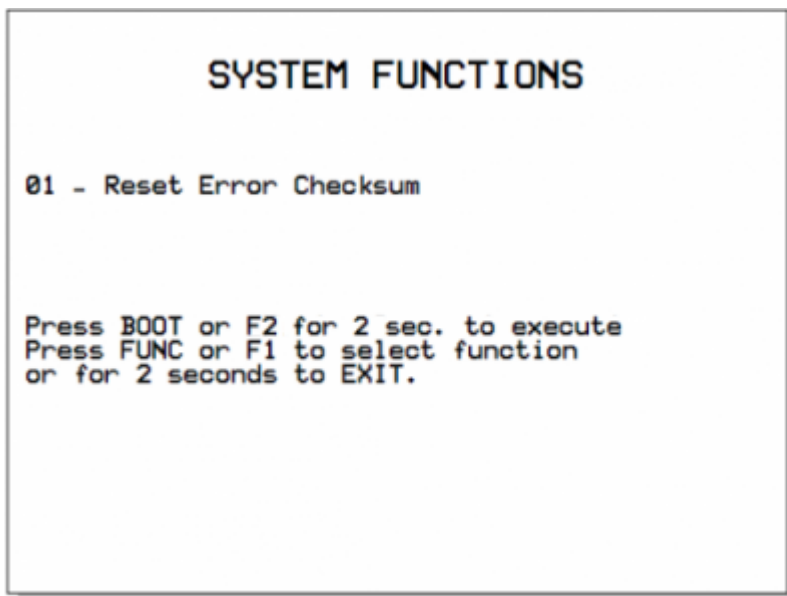 SYSTEM FUNCTIONS
01 - Reset Error Checksum
Press BOOT or F2 for 2 sec. to execute
Press FUNC or F1 to select function
or for 2 seconds to EXIT.